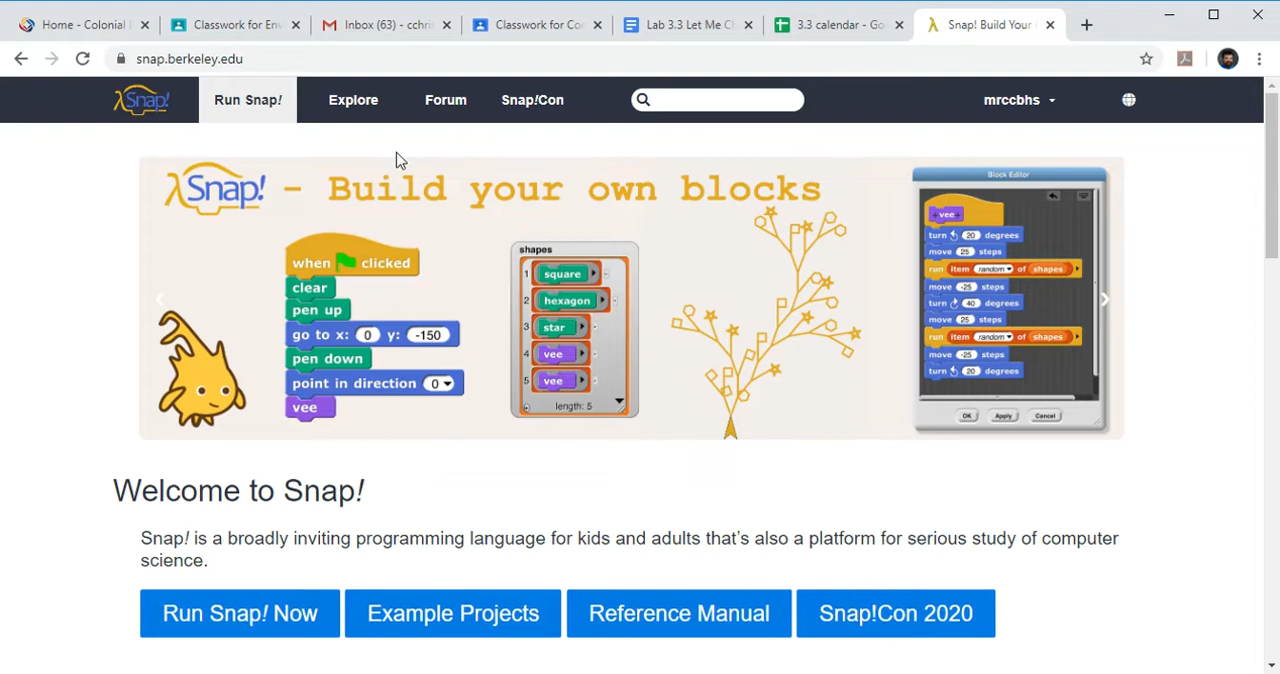 Home - Colonial
Classwork for Env
Inbox (63) - cchris
Classwork for Co
Lab 3.3 Let Me C
3.3 calendar - Go
Snap! Build Your
snap.berkeley.edu
Snap!
Run Snap!
Explore
Forum
Snap!Con
mrccbhs
Snap! - Build your own blocks
when clicked
clear
pen up
go to x: 0 y: -150
pen down
point in direction 0
vee
shapes
1 square
2 hexagon
3 star
4 vee
5 vee
length: 5
Block Editor
+vee+
turn 20 degrees
move 25 steps
run item random of shapes
move -25 steps
turn 40 degrees
move 25 steps
run item random of shapes
move -25 steps
turn 20 degrees
OK Apply Cancel
Welcome to Snap!
Snap! is a broadly inviting programming language for kids and adults that's also a platform for serious study of computer
science.
Run Snap! Now
Example Projects
Reference Manual
Snap!Con 2020